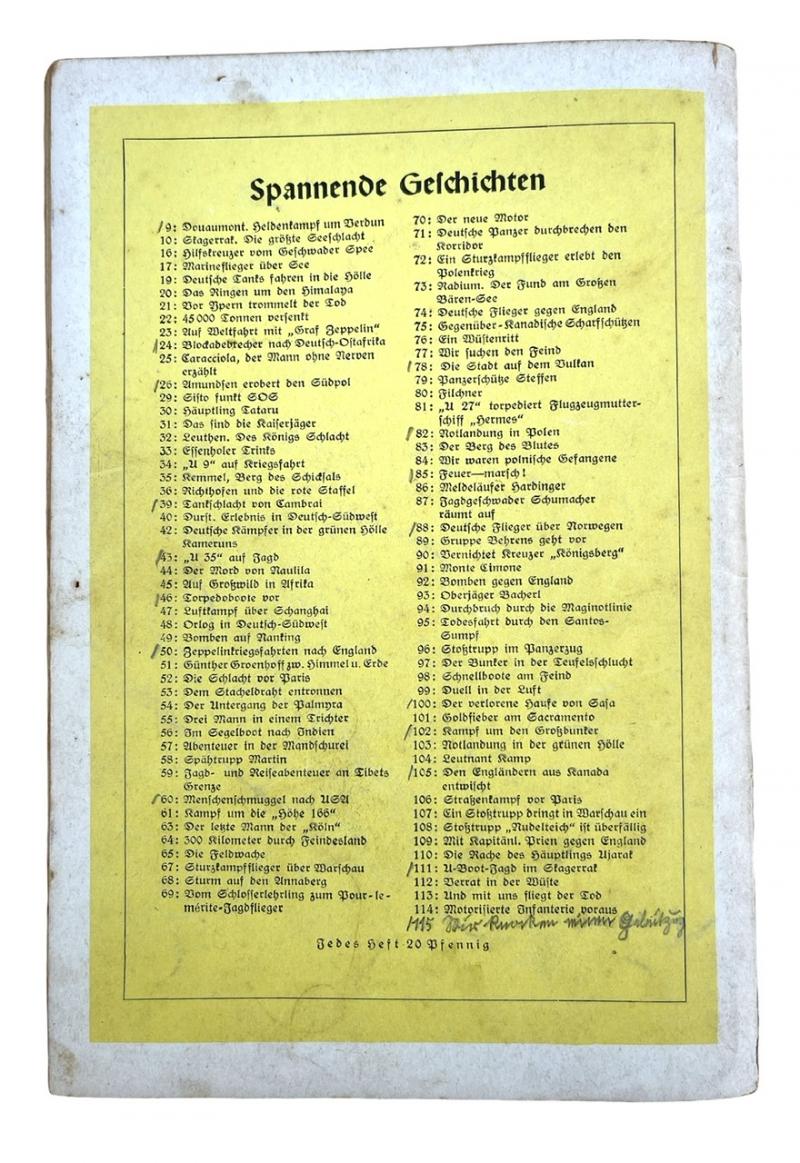 Spannende Geschichten
/9: Douaumont. Heldenkampf um Verdun
10: Skagerrak. Die größte Seeschlacht
16: Hilfskreuzer vom Geschwader Spee
17: Marineflieger über See
19: Deutsche Tanks fahren in die Hölle
20: Das Ringen um den Himalaya
21: Vor Ypern trommelt der Tod
22: 45000 Tonnen versenkt
23: Auf Weltfahrt mit „Graf Zeppelin“
/24: Blockadebrecher nach Deutsch-Ostafrika
25: Caracciola, der Mann ohne Nerven
erzählt
/26: Amundsen erobert den Südpol
29: Sisto funkt SOS
30: Häuptling Tataru
31: Das sind die Kaiserjäger
32: Leuthen. Des Königs Schlacht
33: Essenholer Trinks
34: „U 9“ auf Kriegsfahrt
35: Kemmel, Berg des Schicksals
36: Richthofen und die rote Staffel
/39: Tankschlacht von Cambrai
40: Durst. Erlebnis in Deutsch-Südwest
42: Deutsche Kämpfer in der grünen Hölle
Kameruns
/43: „U 35“ auf Jagd
44: Der Mord von Naulila
45: Auf Großwild in Afrika
/46: Torpedoboote vor
47: Luftkampf über Schanghai
48: Orlog in Deutsch-Südwest
49: Bomben auf Nanking
/50: Zeppelinkriegsfahrten nach England
51: Günther Groenhoff zw. Himmel u. Erde
52: Die Schlacht vor Paris
53: Dem Stacheldraht entronnen
54: Der Untergang der Palmyra
55: Drei Mann in einem Trichter
56: Im Segelboot nach Indien
57: Abenteuer in der Mandschurei
58: Spähtrupp Martin
59: Jagd- und Reiseabenteuer an Tibets
Grenze
/60: Menschenschmuggel nach USA
61: Kampf um die „Höhe 166“
63: Der letzte Mann der „Köln“
64: 300 Kilometer durch Feindesland
65: Die Feldwache
67: Sturzkampfflieger über Warschau
68: Sturm auf den Annaberg
69: Vom Schlosserlehrling zum Pour-le-
mérite-Jagdflieger
70: Der neue Motor
71: Deutsche Panzer durchbrechen den
Korridor
72: Ein Sturzkampfflieger erlebt den
Polenkrieg
73: Radium. Der Fund am Großen
Bären-See
74: Deutsche Flieger gegen England
75: Gegenüber-Kanadische Scharfschützen
76: Ein Wüstenritt
77: Wir suchen den Feind
/78: Die Stadt auf dem Vulkan
79: Panzerschütze Steffen
80: Filchner
81: „U 27“ torpediert Flugzeugmutter-
schiff „Hermes“
/82: Notlandung in Polen
83: Der Berg des Blutes
84: Wir waren polnische Gefangene
/85: Feuer—marsch!
86: Meldeläufer Hardinger
87: Jagdgeschwader Schumacher
räumt auf
/88: Deutsche Flieger über Norwegen
89: Gruppe Behrens geht vor
90: Vernichtet Kreuzer „Königsberg“
91: Monte Cimone
92: Bomben gegen England
93: Oberjäger Bacherl
94: Durchbruch durch die Maginotlinie
95: Todesfahrt durch den Santos-
Sumpf
96: Stoßtrupp im Panzerzug
97: Der Bunker in der Teufelsschlucht
98: Schnellboote am Feind
99: Duell in der Luft
/100: Der verlorene Haufe von Sasa
101: Goldfieber am Sacramento
/102: Kampf um den Großbunker
103: Notlandung in der grünen Hölle
104: Leutnant Kamp
/105: Den Engländern aus Kanada
entwischt
106: Straßenkampf vor Paris
107: Ein Stoßtrupp dringt in Warschau ein
108: Stoßtrupp „Nudelteich“ ist überfällig
109: Mit Kapitänl. Prien gegen England
110: Die Rache des Häuptlings Ujarak
/111: U-Boot-Jagd im Skagerrak
112: Verrat in der Wüste
113: Und mit uns fliegt der Tod
114: Motorisierte Infanterie voraus
/115 Wir knacken einen Geleitzug
Jedes Heft 20 Pfennig